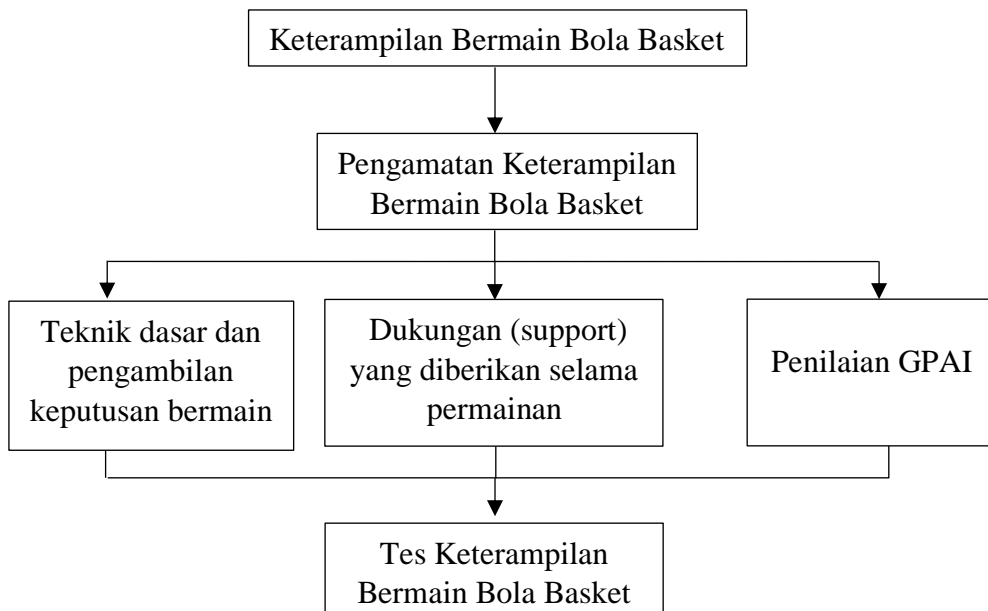 Keterampilan Bermain Bola Basket
Pengamatan Keterampilan
Bermain Bola Basket
Teknik dasar dan
pengambilan
keputusan bermain
Dukungan (support)
yang diberikan selama
permainan
Penilaian GPAI
Tes Keterampilan
Bermain Bola Basket